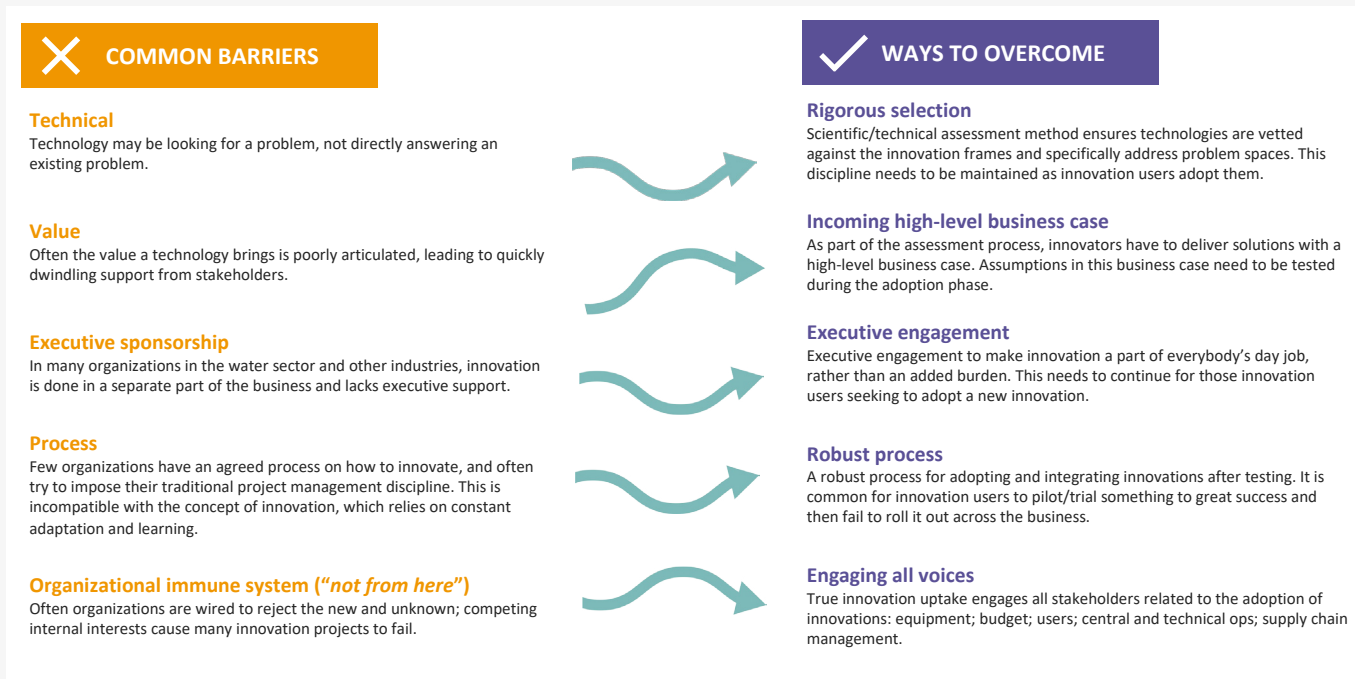 COMMON BARRIERS
Technical
Technology may be looking for a problem, not directly answering an
existing problem.
Value
Often the value a technology brings is poorly articulated, leading to quickly
dwindling support from stakeholders.
Executive sponsorship
In many organizations in the water sector and other industries, innovation
is done in a separate part of the business and lacks executive support.
Process
Few organizations have an agreed process on how to innovate, and often
try to impose their traditional project management discipline. This is
incompatible with the concept of innovation, which relies on constant
adaptation and learning.
Organizational immune system (“not from here”)
Often organizations are wired to reject the new and unknown; competing
internal interests cause many innovation projects to fail.
WAYS TO OVERCOME
Rigorous selection
Scientific/technical assessment method ensures technologies are vetted
against the innovation frames and specifically address problem spaces. This
discipline needs to be maintained as innovation users adopt them.
Incoming high-level business case
As part of the assessment process, innovators have to deliver solutions with a
high-level business case. Assumptions in this business case need to be tested
during the adoption phase.
Executive engagement
Executive engagement to make innovation a part of everybody’s day job,
rather than an added burden. This needs to continue for those innovation
users seeking to adopt a new innovation.
Robust process
A robust process for adopting and integrating innovations after testing. It is
common for innovation users to pilot/trial something to great success and
then fail to roll it out across the business.
Engaging all voices
True innovation uptake engages all stakeholders related to the adoption of
innovations: equipment; budget; users; central and technical ops; supply chain
management.